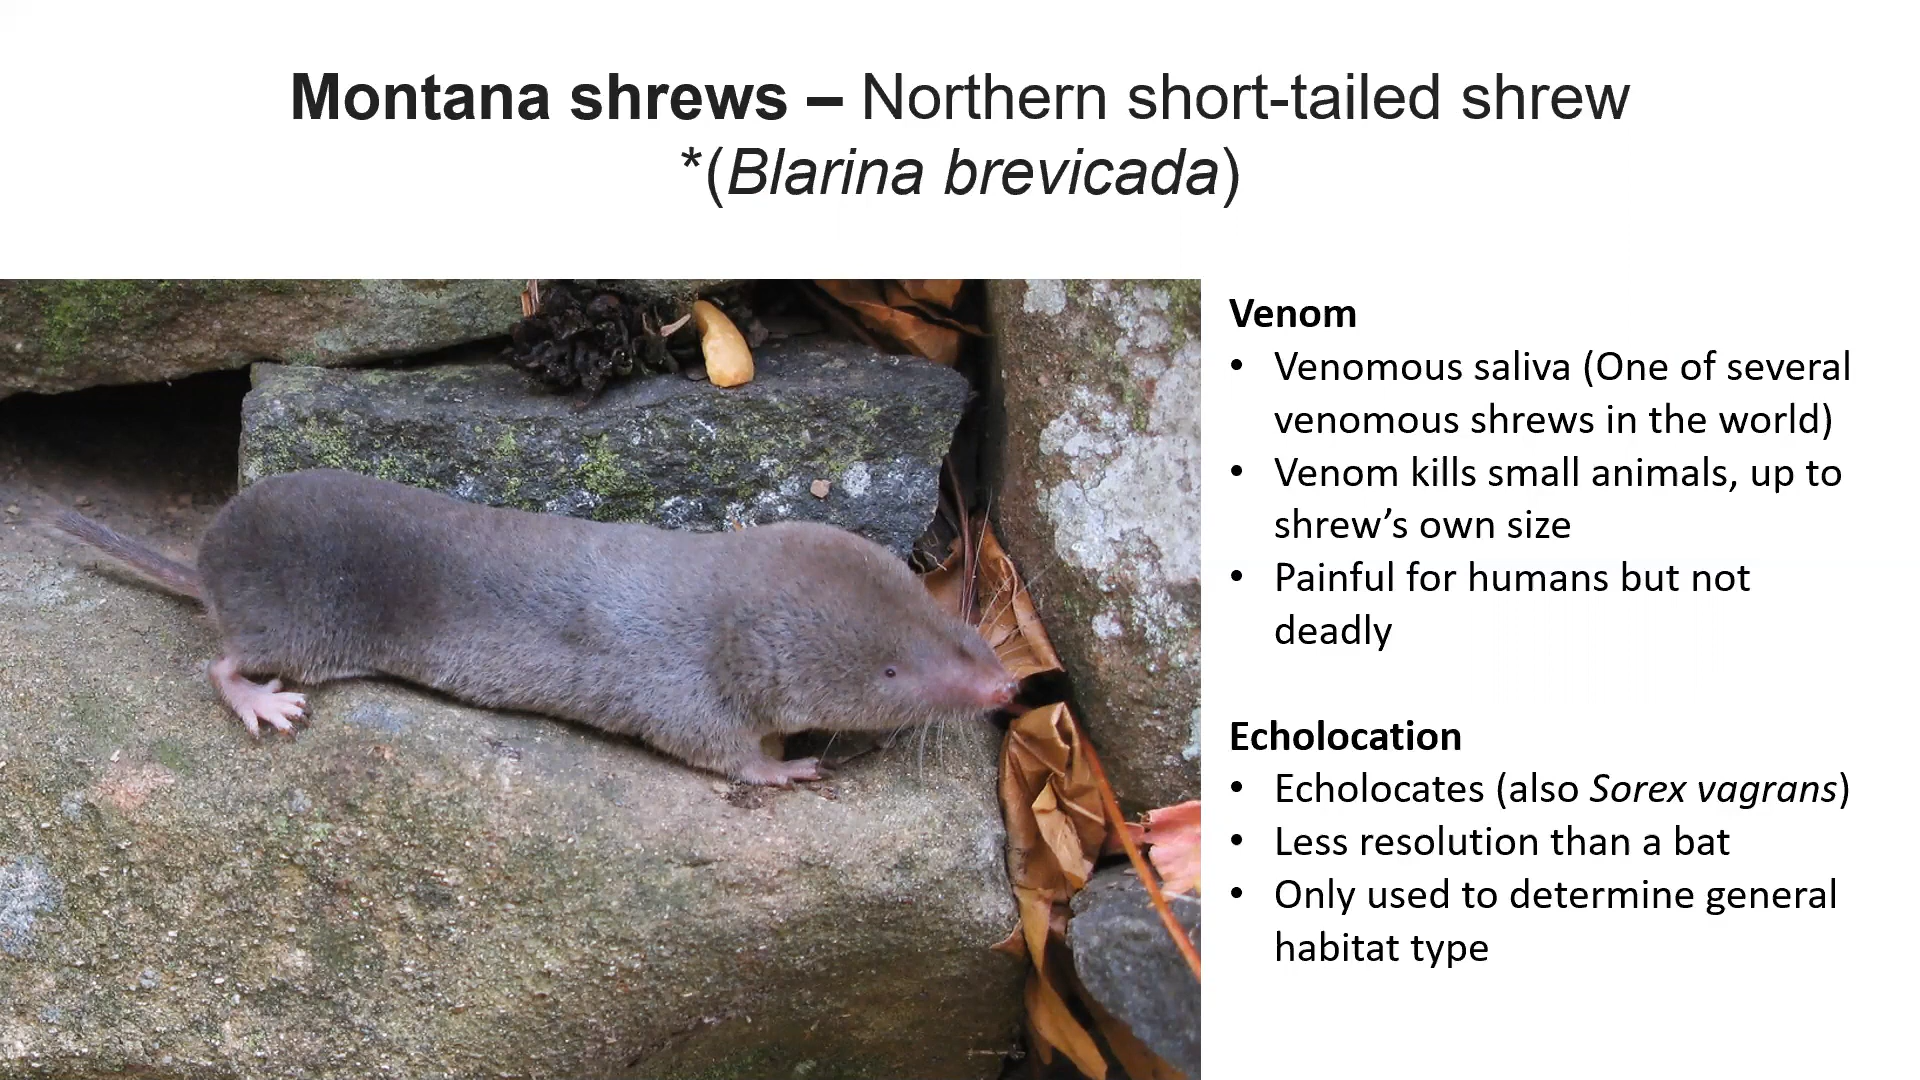 Montana shrews – Northern short-tailed shrew
*(Blarina brevicada)
Venom
• Venomous saliva (One of several
venomous shrews in the world)
• Venom kills small animals, up to
shrew’s own size
• Painful for humans but not
deadly
Echolocation
• Echolocates (also Sorex vagrans)
• Less resolution than a bat
• Only used to determine general
habitat type